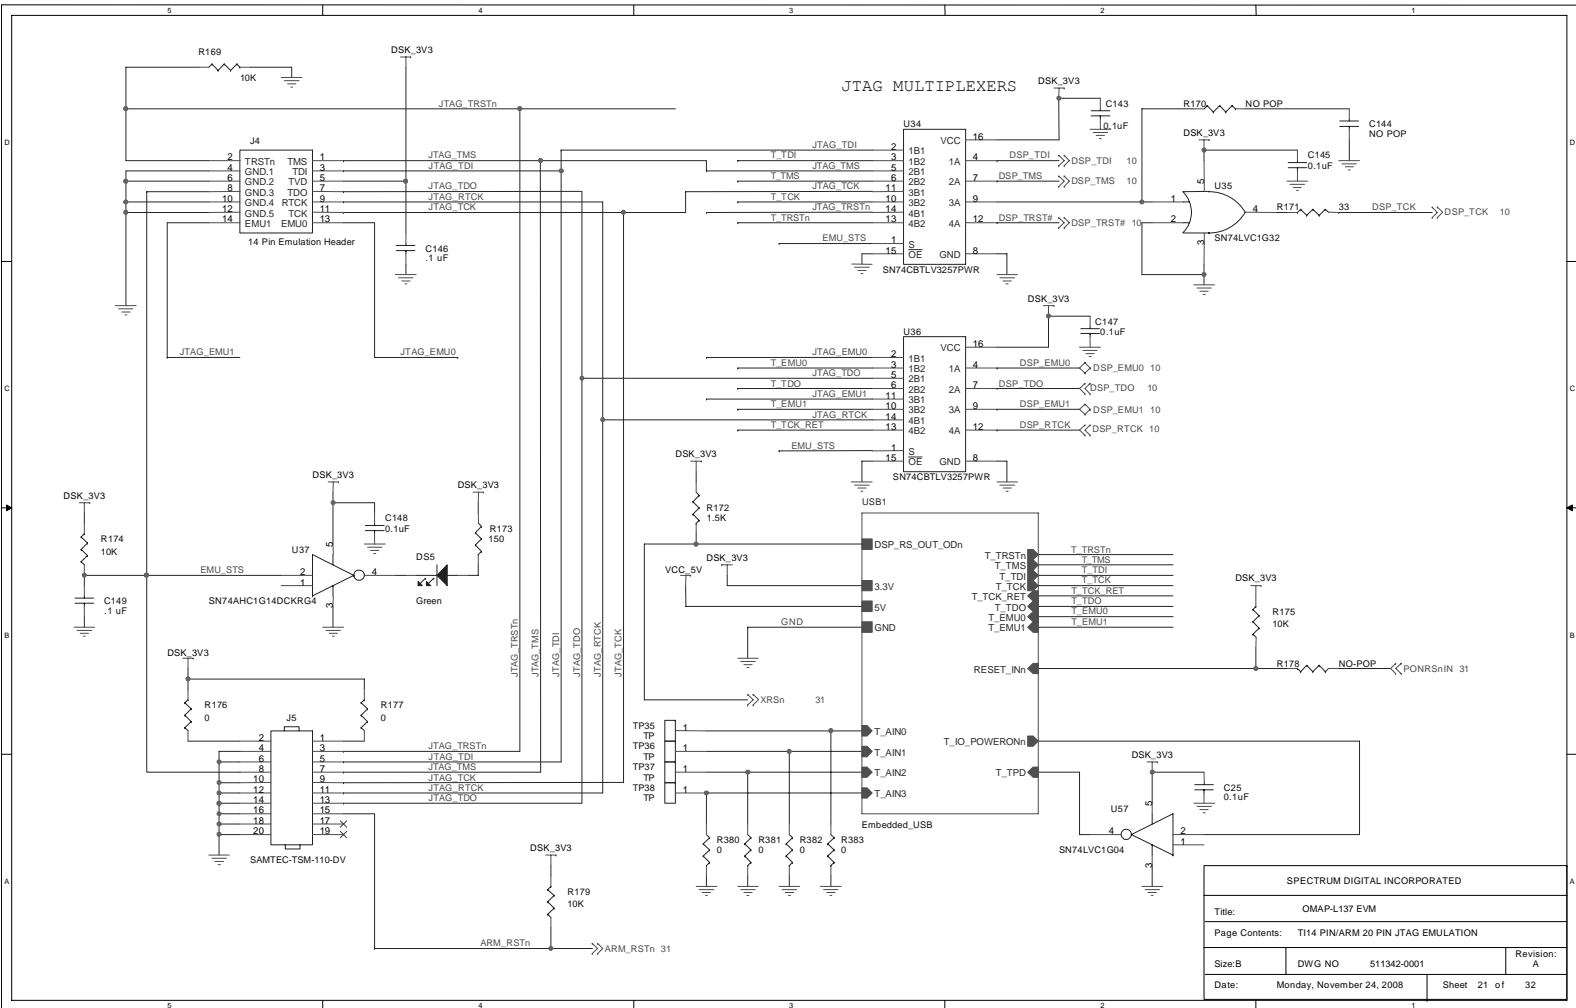 5 4 3 2 1
D
C
B
A
JTAG MULTIPLEXERS
R169
10K
DSK_3V3
JTAG_TRSTn
J4
2 TRSTn TMS 1 JTAG_TMS
4 GND.1 TDI 3 JTAG_TDI
6 GND.2 TVD 5
8 GND.3 TDO 7 JTAG_TDO
10 GND.4 RTCK 9 JTAG_RTCK
12 GND.5 TCK 11 JTAG_TCK
14 EMU1 EMU0 13
14 Pin Emulation Header
C146
.1 uF
JTAG_EMU1
JTAG_EMU0
DSK_3V3
C143
0.1uF
U34
VCC 16
JTAG_TDI 2 1B1
T_TDI 3 1B2 1A 4 DSP_TDI DSP_TDI 10
JTAG_TMS 5 2B1
T_TMS 6 2B2 2A 7 DSP_TMS DSP_TMS 10
JTAG_TCK 11 3B1
T_TCK 10 3B2 3A 9
JTAG_TRSTn 14 4B1
T_TRSTn 13 4B2 4A 12 DSP_TRST# DSP_TRST# 10
EMU_STS 1 S
15 OE GND 8
SN74CBTLV3257PWR
R170 NO POP
C144
NO POP
DSK_3V3
C145
0.1uF
U35
5
1
2
4
3
SN74LVC1G32
R171 33 DSP_TCK DSP_TCK 10
DSK_3V3
C147
0.1uF
U36
VCC 16
JTAG_EMU0 2 1B1
T_EMU0 3 1B2 1A 4 DSP_EMU0 DSP_EMU0 10
JTAG_TDO 5 2B1
T_TDO 6 2B2 2A 7 DSP_TDO DSP_TDO 10
JTAG_EMU1 11 3B1
T_EMU1 10 3B2 3A 9 DSP_EMU1 DSP_EMU1 10
JTAG_RTCK 14 4B1
T_TCK_RET 13 4B2 4A 12 DSP_RTCK DSP_RTCK 10
EMU_STS 1 S
15 OE GND 8
SN74CBTLV3257PWR
DSK_3V3
R174
10K
C149
.1 uF
EMU_STS
DSK_3V3
C148
0.1uF
U37
5
2
1
4
3
SN74AHC1G14DCKRG4
DS5
Green
DSK_3V3
R173
150
JTAG_TRSTn
JTAG_TMS
JTAG_TDI
JTAG_TDO
JTAG_RTCK
JTAG_TCK
DSK_3V3
R172
1.5K
USB1
DSP_RS_OUT_ODn
DSK_3V3
3.3V
VCC_5V
5V
GND GND
T_TRSTn T_TRSTn
T_TMS T_TMS
T_TDI T_TDI
T_TCK T_TCK
T_TCK_RET T_TCK_RET
T_TDO T_TDO
T_EMU0 T_EMU0
T_EMU1 T_EMU1
DSK_3V3
R175
10K
RESET_INn
R178 NO-POP PONRSnIN 31
XRSn 31
TP35
TP 1 T_AIN0
TP36
TP 1 T_AIN1
TP37
TP 1 T_AIN2
TP38
TP 1 T_AIN3
T_IO_POWERONn
T_TPD
Embedded_USB
R380
0
R381
0
R382
0
R383
0
DSK_3V3
C25
0.1uF
U57
5
4
2
1
3
SN74LVC1G04
DSK_3V3
R176
0
R177
0
J5
2 1
4 3 JTAG_TRSTn
6 5 JTAG_TDI
8 7 JTAG_TMS
10 9 JTAG_TCK
12 11 JTAG_RTCK
14 13 JTAG_TDO
16 15
18 17
20 19
SAMTEC-TSM-110-DV
DSK_3V3
R179
10K
ARM_RSTn ARM_RSTn 31
SPECTRUM DIGITAL INCORPORATED
Title: OMAP-L137 EVM
Page Contents: TI14 PIN/ARM 20 PIN JTAG EMULATION
Size:B DWG NO 511342-0001 Revision: A
Date: Monday, November 24, 2008 Sheet 21 of 32
D
C
B
A
5 4 3 2 1